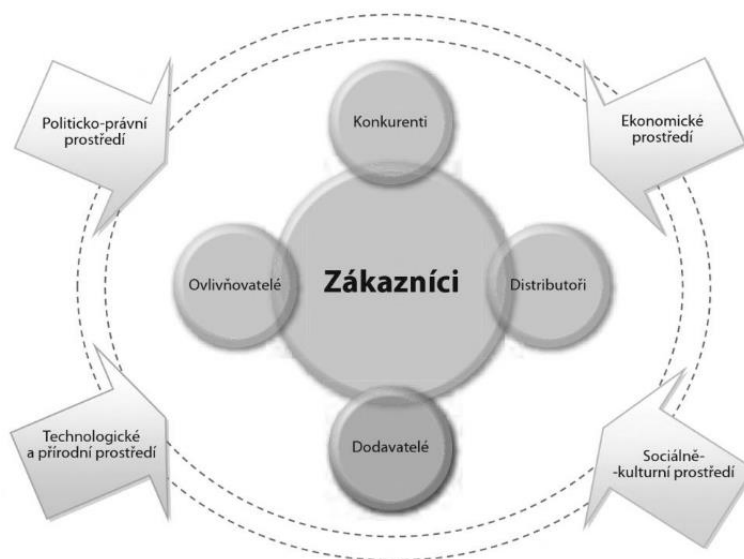 Konkurenti
Politicko-právní
prostředí
Ekonomické
prostředí
Ovlivňovatelé
Zákazníci
Distributoři
Technologické
a přírodní prostředí
Dodavatelé
Sociálně-
-kulturní prostředí